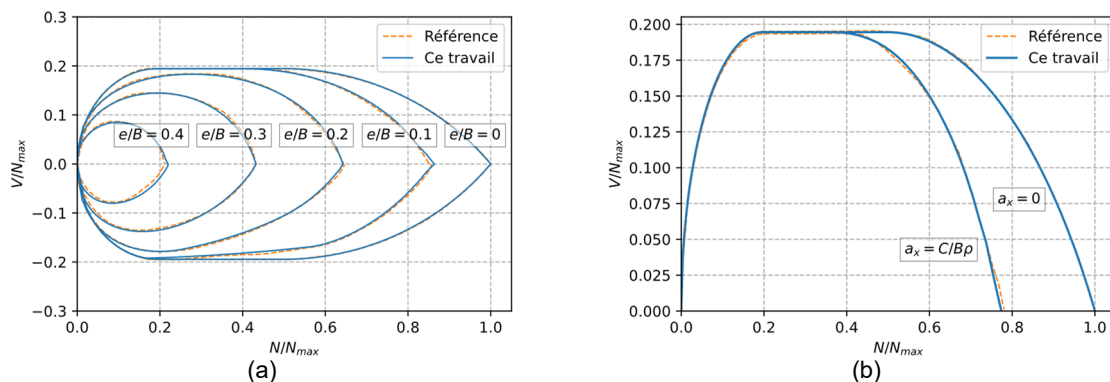 0.3
0.2
0.1
0.0
−0.1
−0.2
−0.3
V/N_max
Référence
Ce travail
e/B = 0.4
e/B = 0.3
e/B = 0.2
e/B = 0.1
e/B = 0
0.0 0.2 0.4 0.6 0.8 1.0
N/N_max
(a)
0.200
0.175
0.150
0.125
0.100
0.075
0.050
0.025
0.000
V/N_max
Référence
Ce travail
a_x = 0
a_x = C/Bρ
0.0 0.2 0.4 0.6 0.8 1.0
N/N_max
(b)